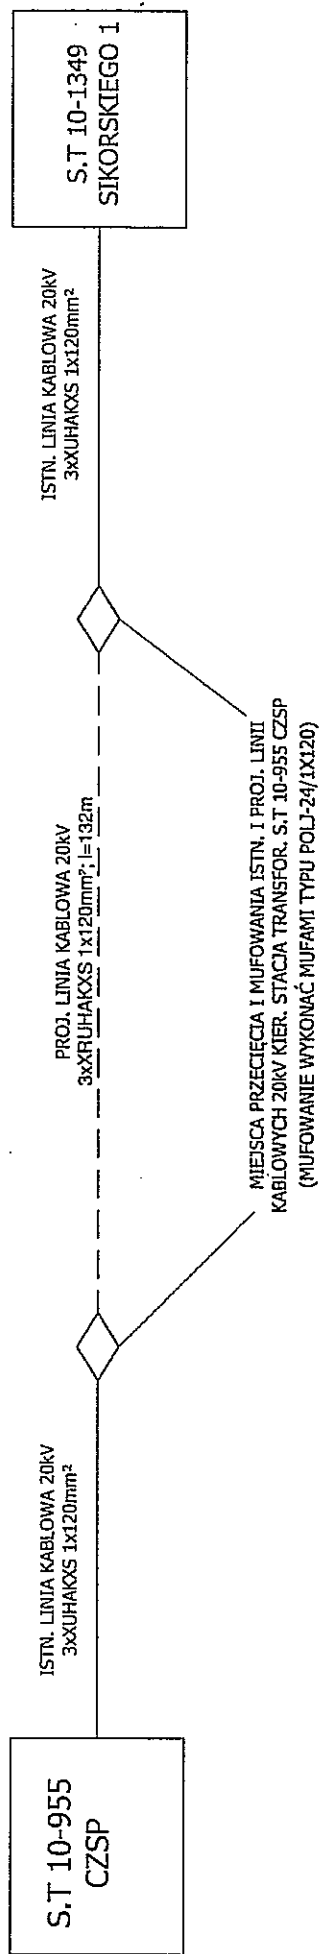 S.T 10-955
CZSP
ISTN. LINIA KABLOWA 20kV
3xXUHAKXS 1x120mm²
PROJ. LINIA KABLOWA 20kV
3xXRUHAKXS 1x120mm²; l=132m
ISTN. LINIA KABLOWA 20kV
3xXUHAKXS 1x120mm²
S.T 10-1349
SIKORSKIEGO 1
MIEJSCA PRZECIĘCIA I MUFOWANIA ISTN. I PROJ. LINII
KABLOWYCH 20kV KIER. STACJA TRANSFOR. S.T 10-955 CZSP
(MUFOWANIE WYKONAĆ MUFAMI TYPU POLJ-24/1X120)